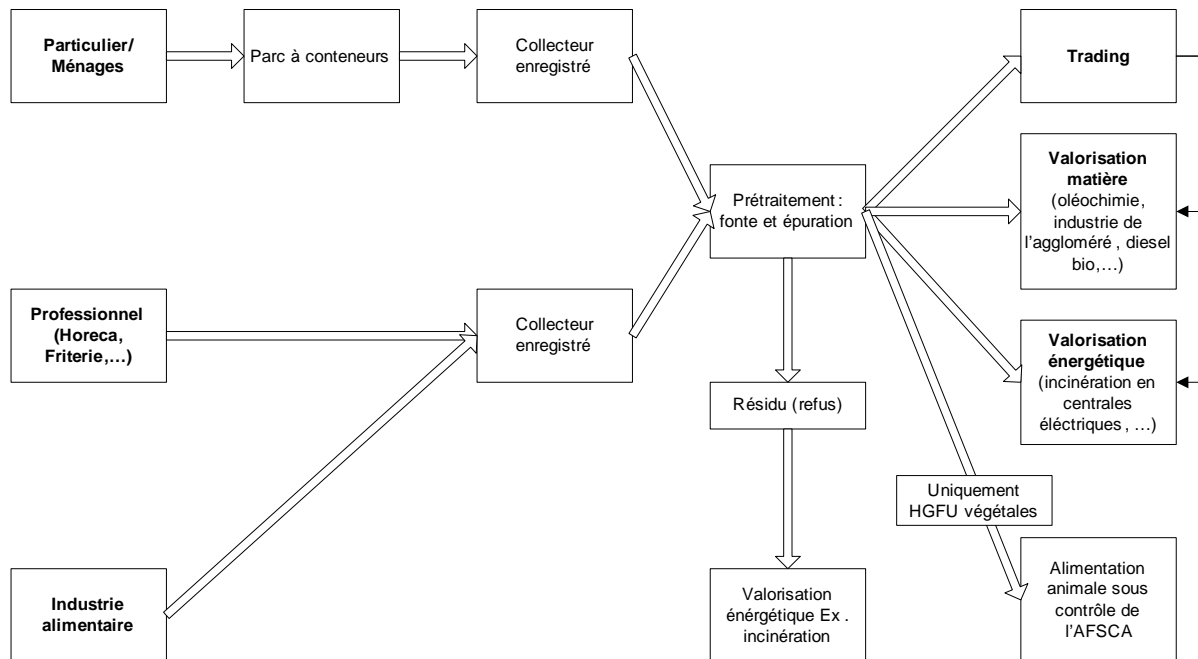 Particulier/
Ménages
Parc à conteneurs
Collecteur
enregistré
Trading
Prétraitement :
fonte et épuration
Valorisation
matière
(oléochimie,
industrie de
l'aggloméré , diesel
bio,…)
Professionnel
(Horeca,
Friterie,…)
Collecteur
enregistré
Valorisation
énergétique
(incinération en
centrales
éléctriques , …)
Résidu (refus)
Uniquement
HGFU végétales
Industrie
alimentaire
Valorisation
énérgétique Ex .
incinération
Alimentation
animale sous
contrôle de
l'AFSCA